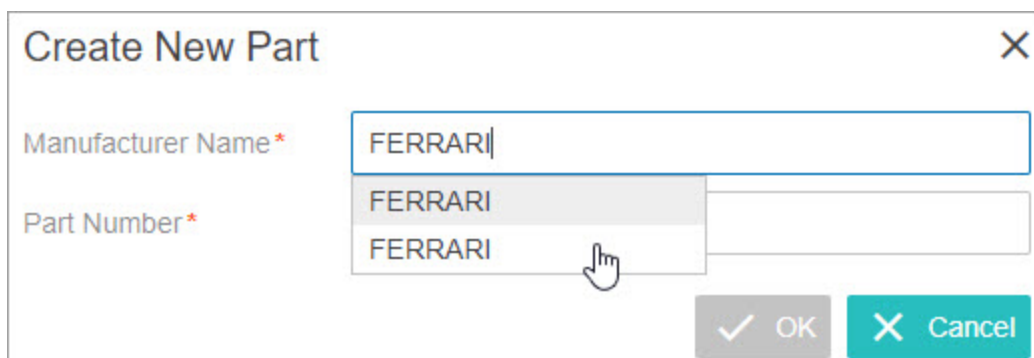 Create New Part
Manufacturer Name*
FERRARI
FERRARI
Part Number*
FERRARI
OK
Cancel